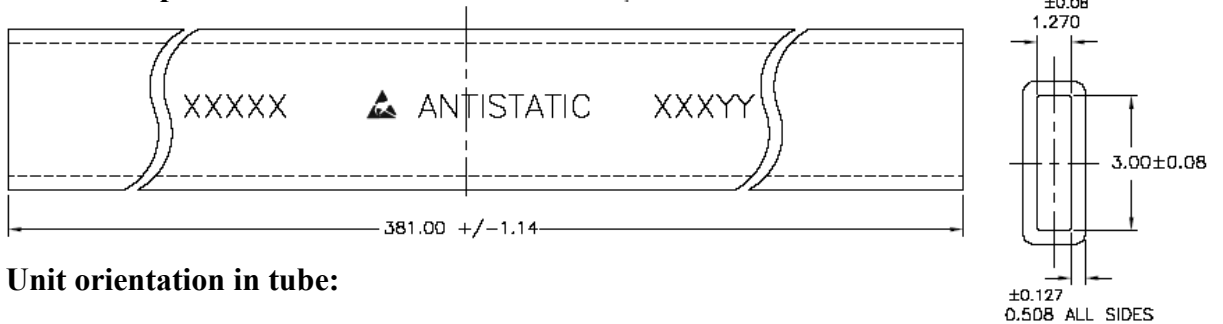 ±0.08
1.270
XXXXX ANTISTATIC XXXYY
3.00±0.08
381.00 +/-1.14
Unit orientation in tube:
±0.127
0.508 ALL SIDES